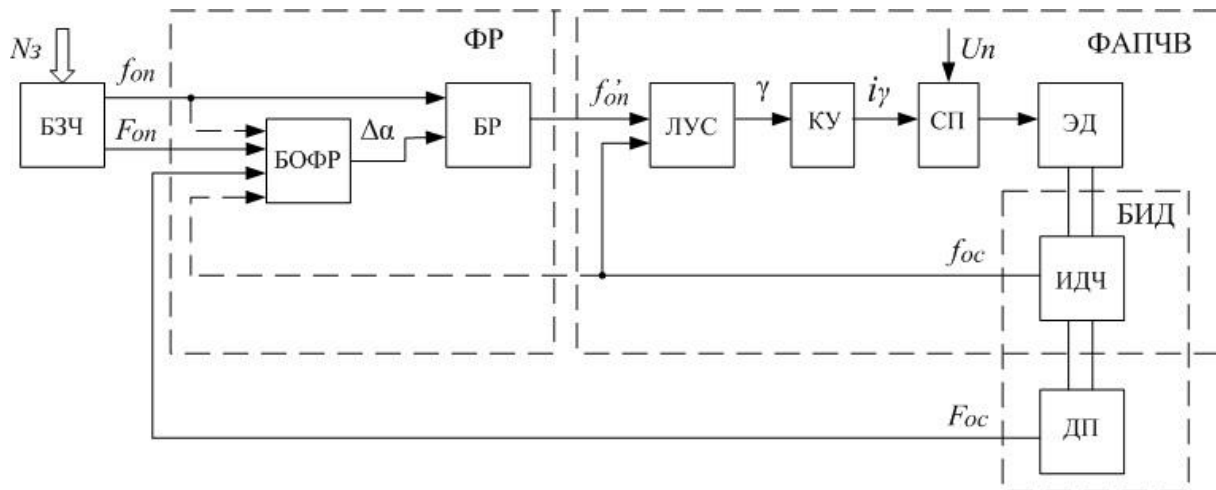 ФР
ФАПЧВ
Nз
fоп
Uп
f'оп
γ
iγ
БЗЧ
Fоп
БОФР
Δα
БР
ЛУС
КУ
СП
ЭД
БИД
fос
ИДЧ
Fос
ДП